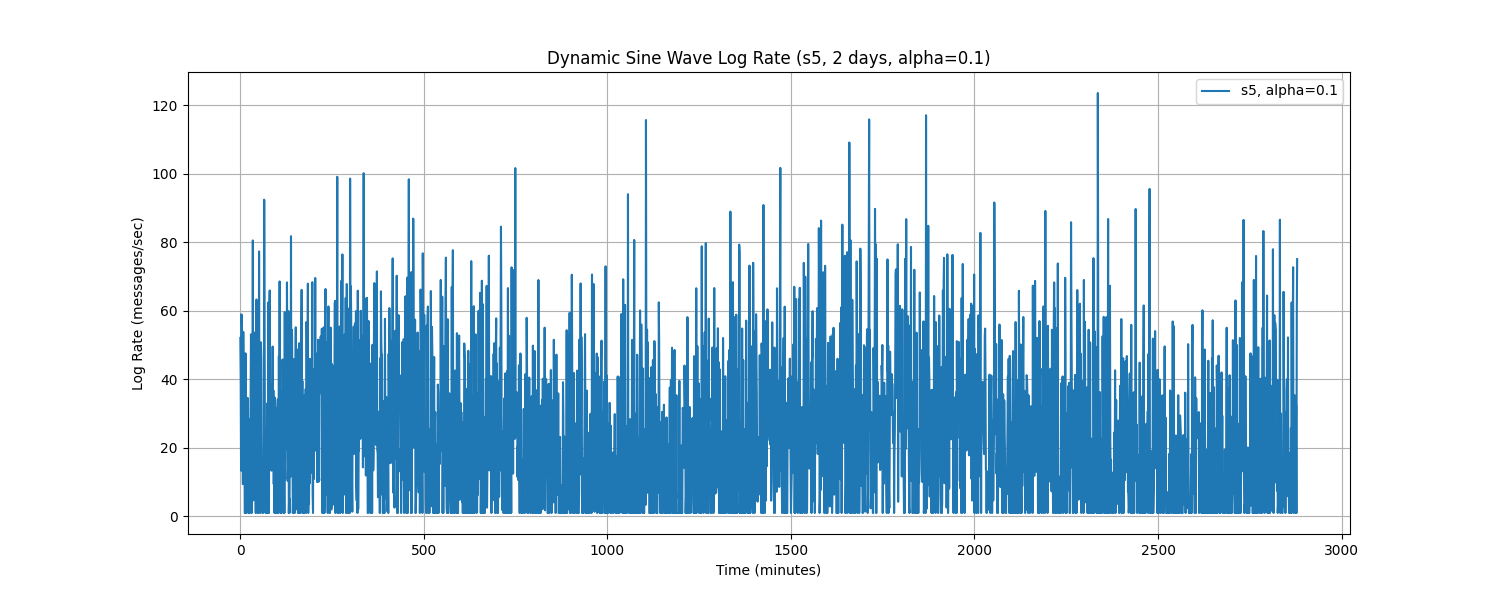 Dynamic Sine Wave Log Rate (s5, 2 days, alpha=0.1)
s5, alpha=0.1
Log Rate (messages/sec)
120
100
80
60
40
20
0
0 500 1000 1500 2000 2500 3000
Time (minutes)